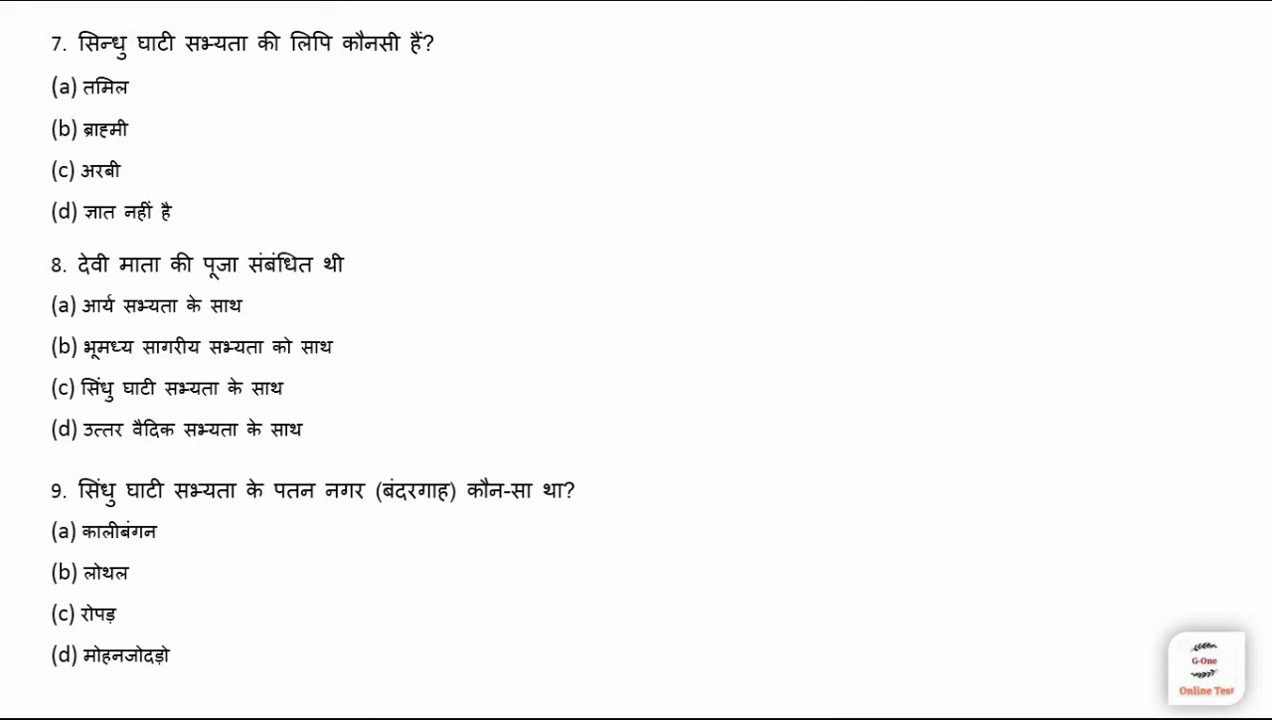 7. सिन्धु घाटी सभ्यता की लिपि कौनसी हैं?
(a) तमिल
(b) ब्राह्मी
(c) अरबी
(d) ज्ञात नहीं है
8. देवी माता की पूजा संबंधित थी
(a) आर्य सभ्यता के साथ
(b) भूमध्य सागरीय सभ्यता को साथ
(c) सिंधु घाटी सभ्यता के साथ
(d) उत्तर वैदिक सभ्यता के साथ
9. सिंधु घाटी सभ्यता के पतन नगर (बंदरगाह) कौन-सा था?
(a) कालीबंगन
(b) लोथल
(c) रोपड़
(d) मोहनजोदड़ो
G-One
Online Test